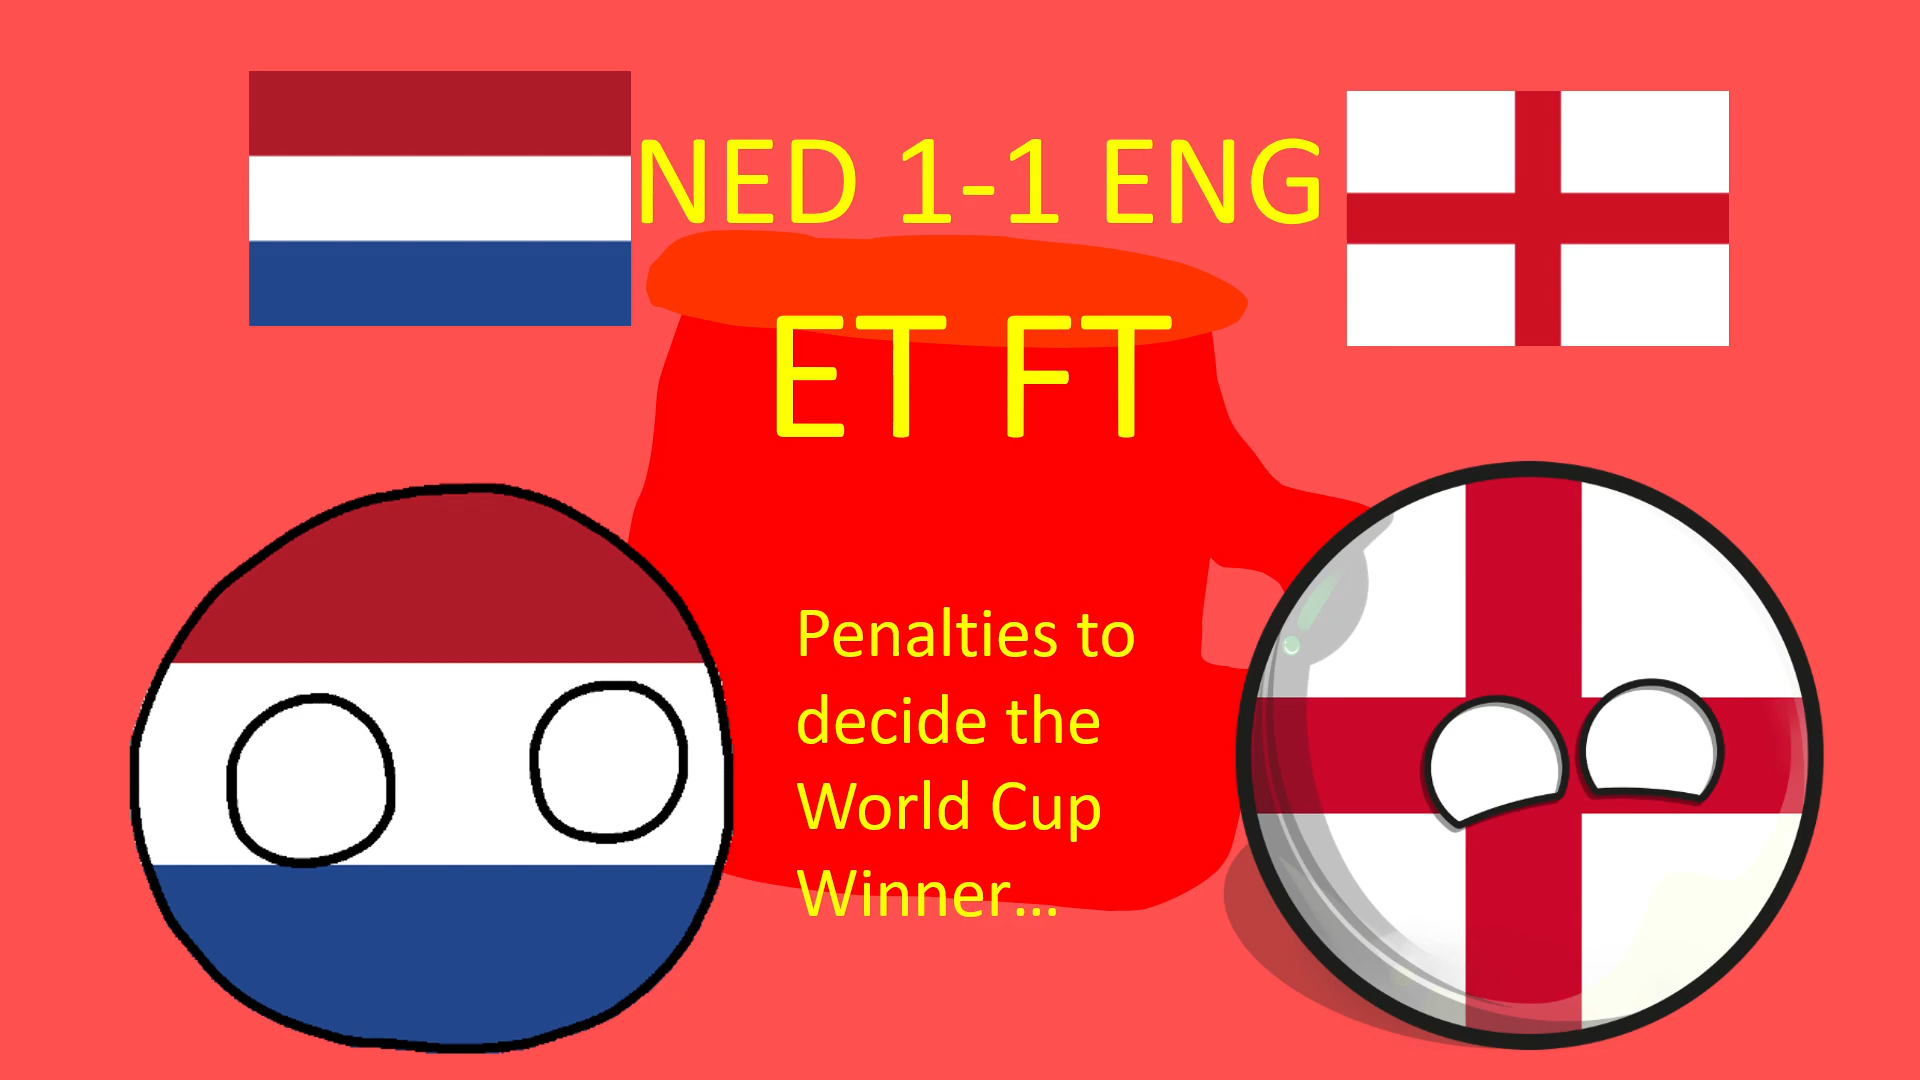 NED 1-1 ENG
ET FT
Penalties to
decide the
World Cup
Winner...